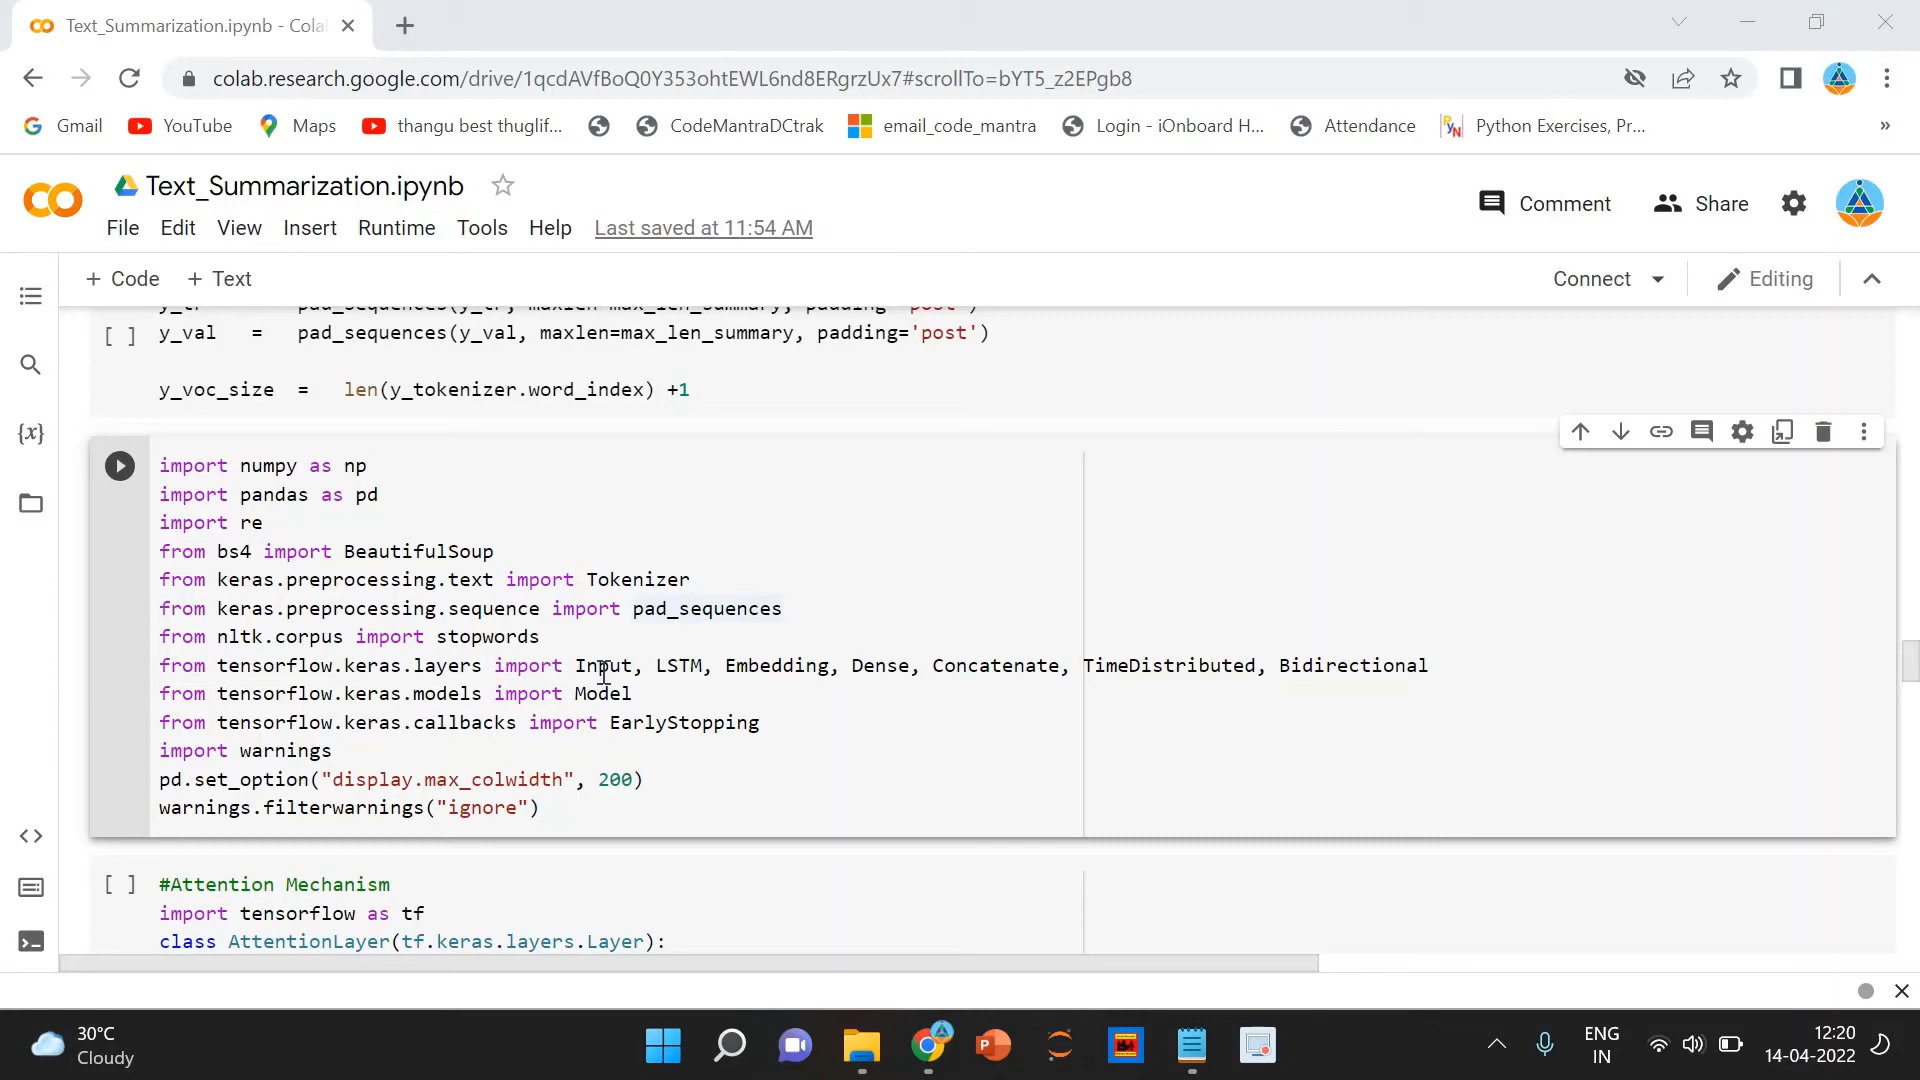 Text_Summarization.ipynb - Cola
colab.research.google.com/drive/1qcdAVfBoQ0Y353ohtEWL6nd8ERgrzUx7#scrollTo=bYT5_z2EPgb8
Gmail YouTube Maps thangu best thuglif... CodeMantraDCtrak email_code_mantra Login - iOnboard H... Attendance Python Exercises, Pr... »
Text_Summarization.ipynb
Comment Share
File Edit View Insert Runtime Tools Help Last saved at 11:54 AM
+ Code + Text Connect Editing
y_tr pad_sequences(y_tr, maxlen=max_len_summary, padding='post')
[ ] y_val = pad_sequences(y_val, maxlen=max_len_summary, padding='post')
y_voc_size = len(y_tokenizer.word_index) +1
import numpy as np
import pandas as pd
import re
from bs4 import BeautifulSoup
from keras.preprocessing.text import Tokenizer
from keras.preprocessing.sequence import pad_sequences
from nltk.corpus import stopwords
from tensorflow.keras.layers import Input, LSTM, Embedding, Dense, Concatenate, TimeDistributed, Bidirectional
from tensorflow.keras.models import Model
from tensorflow.keras.callbacks import EarlyStopping
import warnings
pd.set_option("display.max_colwidth", 200)
warnings.filterwarnings("ignore")
[ ] #Attention Mechanism
import tensorflow as tf
class AttentionLayer(tf.keras.layers.Layer):
30°C
Cloudy
ENG
IN
12:20
14-04-2022